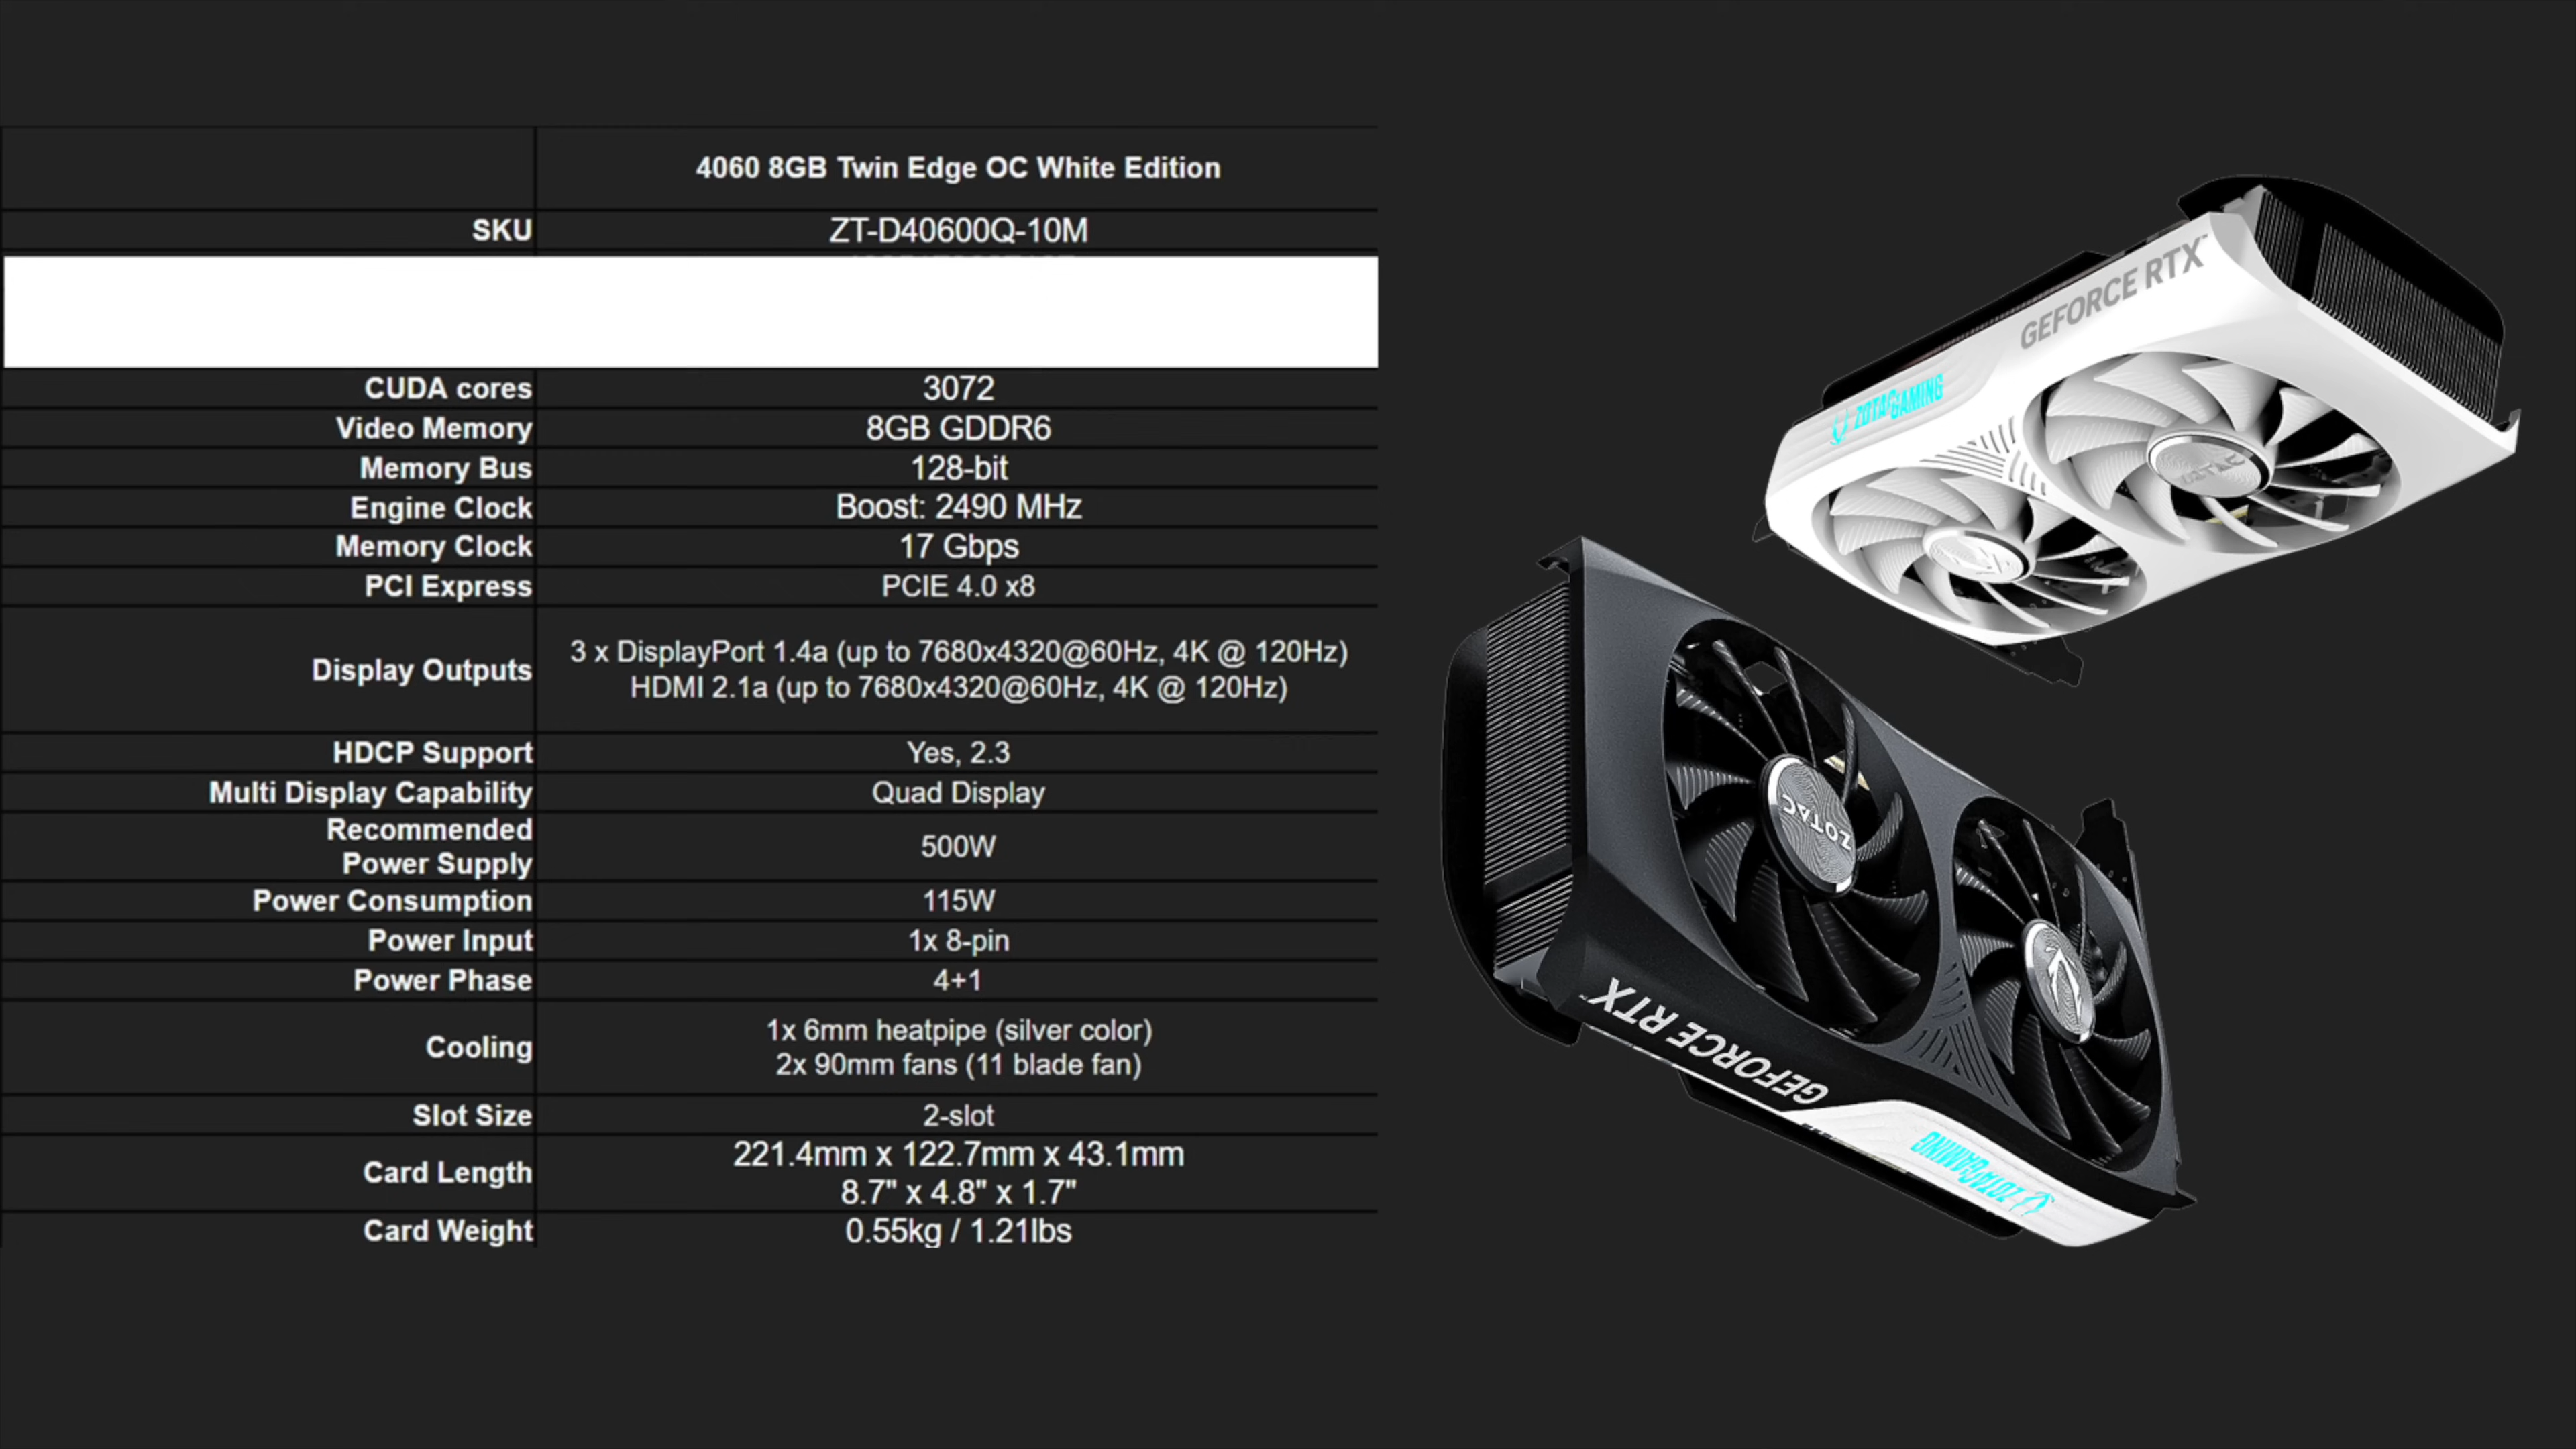 4060 8GB Twin Edge OC White Edition
SKU ZT-D40600Q-10M
CUDA cores 3072
Video Memory 8GB GDDR6
Memory Bus 128-bit
Engine Clock Boost: 2490 MHz
Memory Clock 17 Gbps
PCI Express PCIE 4.0 x8
Display Outputs
3 x DisplayPort 1.4a (up to 7680x4320@60Hz, 4K @ 120Hz)
HDMI 2.1a (up to 7680x4320@60Hz, 4K @ 120Hz)
HDCP Support Yes, 2.3
Multi Display Capability Quad Display
Recommended
Power Supply
500W
Power Consumption 115W
Power Input 1x 8-pin
Power Phase 4+1
Cooling
1x 6mm heatpipe (silver color)
2x 90mm fans (11 blade fan)
Slot Size 2-slot
Card Length
221.4mm x 122.7mm x 43.1mm
8.7" x 4.8" x 1.7"
Card Weight 0.55kg / 1.21lbs
GEFORCE RTX
ZOTAC GAMING
ZOTAC
ZOTAC
GEFORCE RTX
ZOTAC GAMING